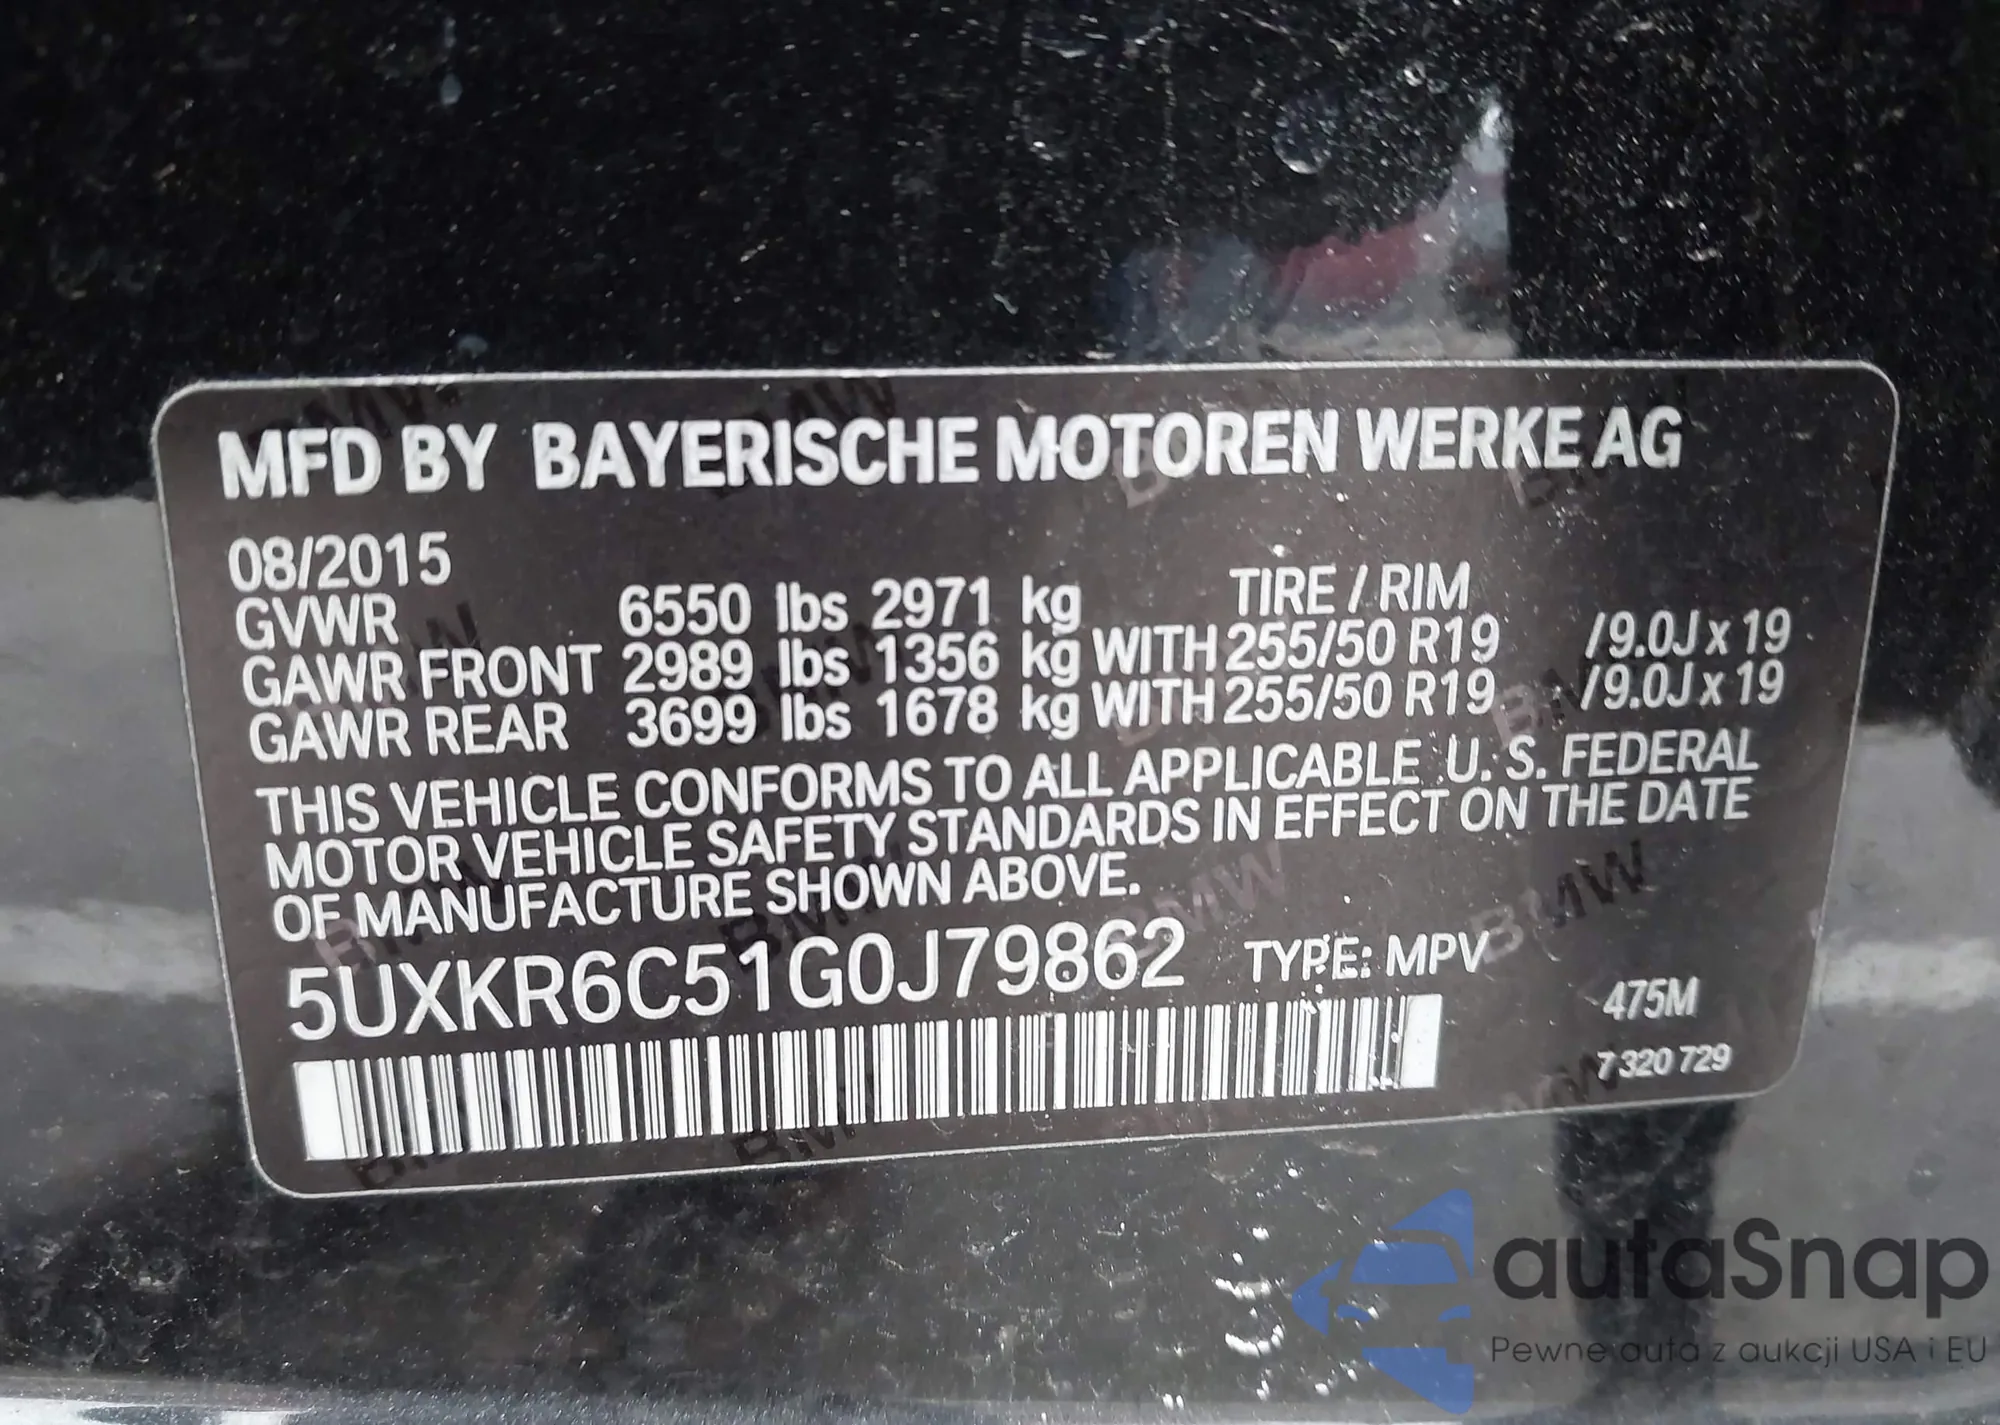 MFD BY BAYERISCHE MOTOREN WERKE AG
08/2015
TIRE / RIM
GVWR 6550 lbs 2971 kg
GAWR FRONT 2989 lbs 1356 kg WITH 255/50 R19 /9.0J x 19
GAWR REAR 3699 lbs 1678 kg WITH 255/50 R19 /9.0J x 19
THIS VEHICLE CONFORMS TO ALL APPLICABLE U. S. FEDERAL
MOTOR VEHICLE SAFETY STANDARDS IN EFFECT ON THE DATE
OF MANUFACTURE SHOWN ABOVE.
5UXKR6C51G0J79862 TYPE: MPV
475M
7 320 729
autaSnap
Pewne auta z aukcji USA i EU